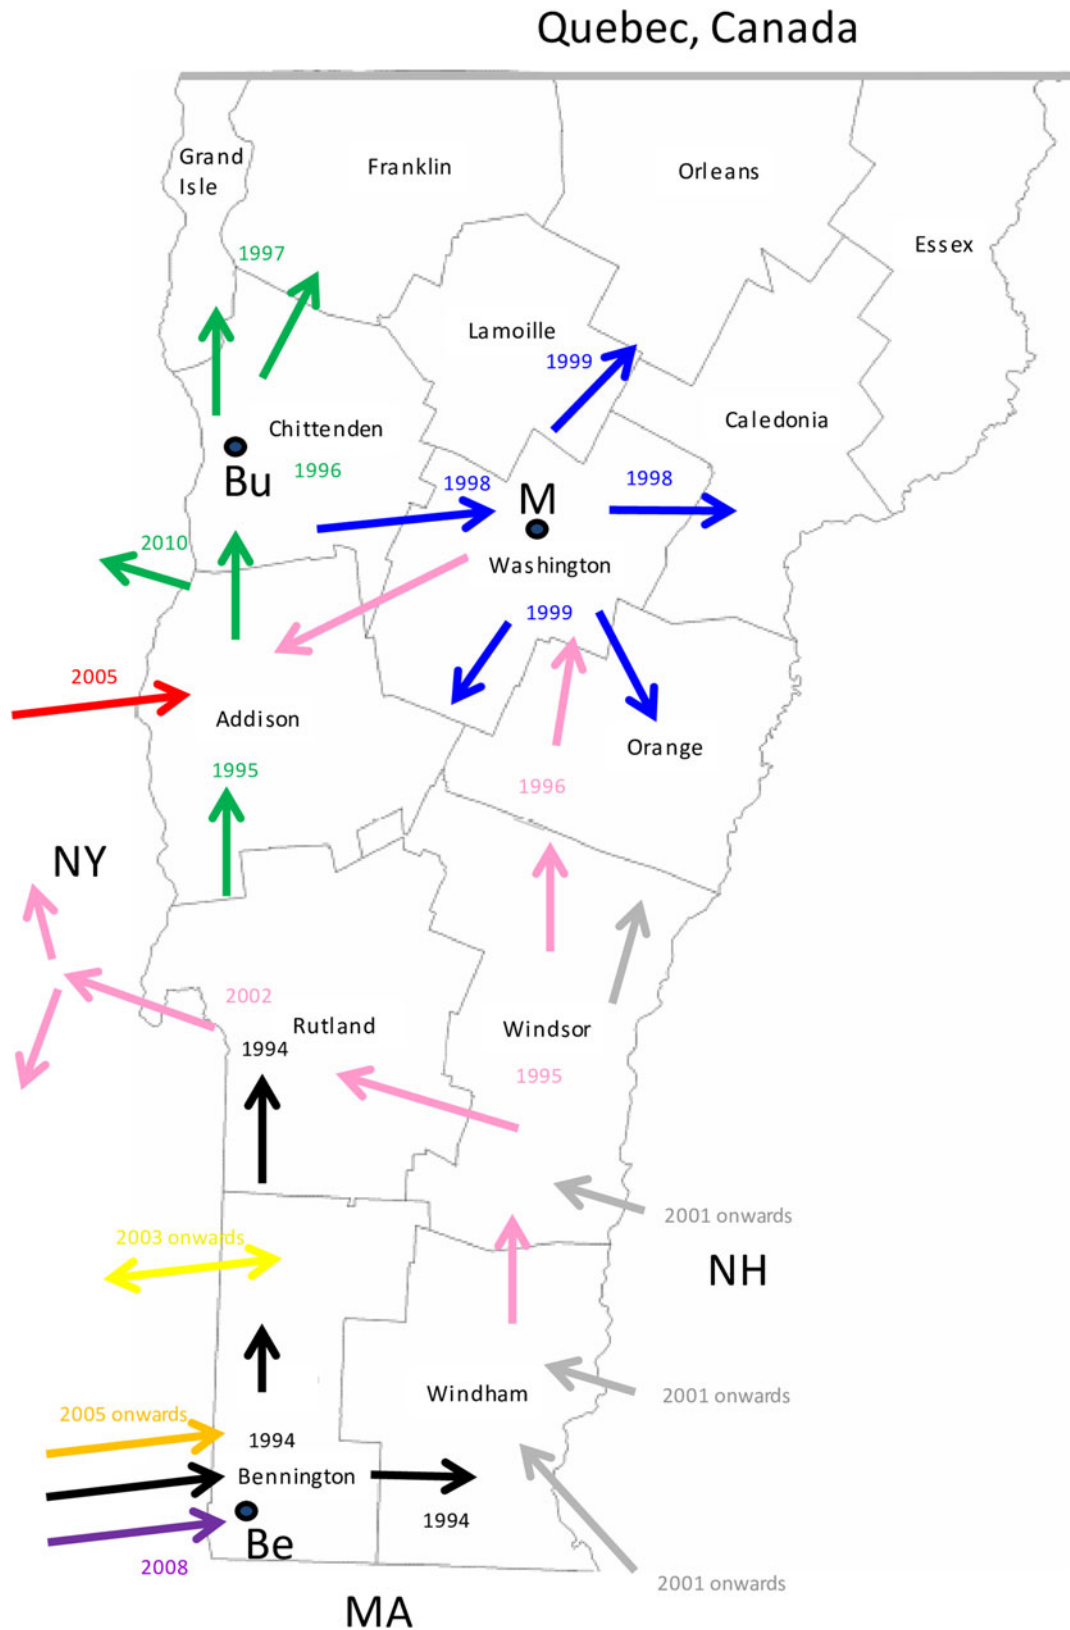 Quebec, Canada
Grand
Isle
Franklin
Orleans
Essex
1997
Lamoille
1999
Chittenden
Caledonia
Bu
1996
1998
M
1998
2010
Washington
1999
2005
Addison
Orange
1995
1996
NY
2002
Rutland
Windsor
1994
1995
2001 onwards
2003 onwards
NH
Windham
2001 onwards
2005 onwards
1994
Bennington
1994
Be
2008
2001 onwards
MA